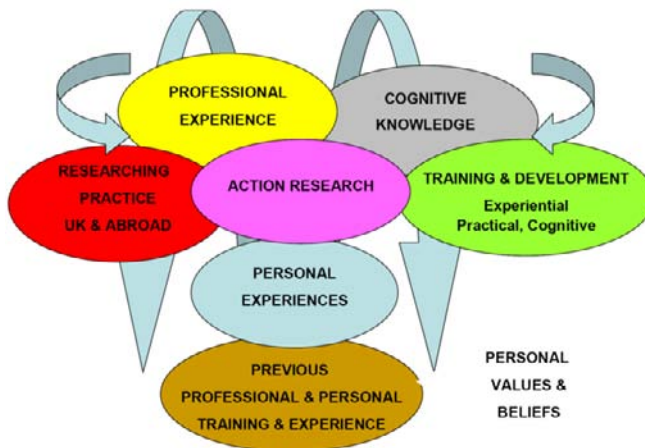 PROFESSIONAL
EXPERIENCE
COGNITIVE
KNOWLEDGE
RESEARCHING
PRACTICE
UK & ABROAD
ACTION RESEARCH
TRAINING & DEVELOPMENT
Experiential
Practical, Cognitive
PERSONAL
EXPERIENCES
PREVIOUS
PROFESSIONAL & PERSONAL
TRAINING & EXPERIENCE
PERSONAL
VALUES &
BELIEFS